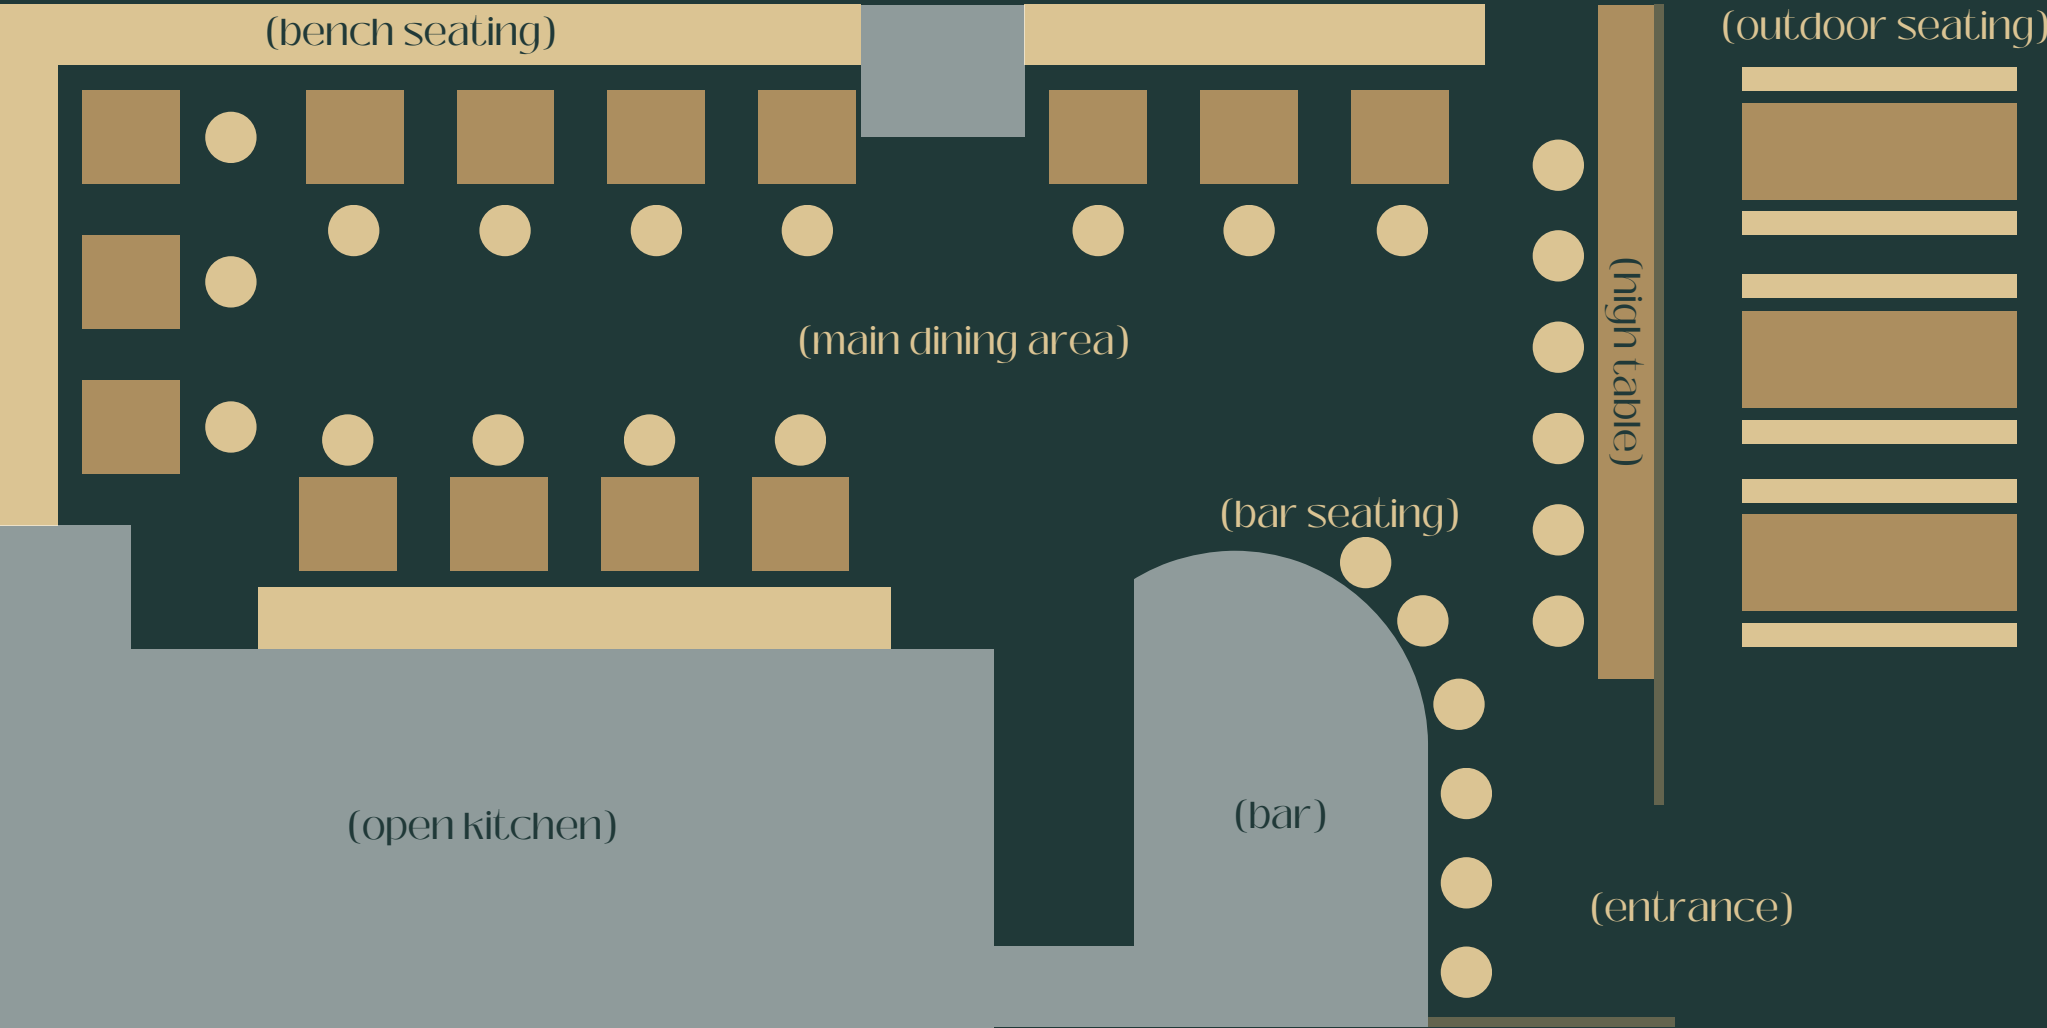 (bench seating)
(outdoor seating)
(high table)
(main dining area)
(bar seating)
(open kitchen)
(bar)
(entrance)